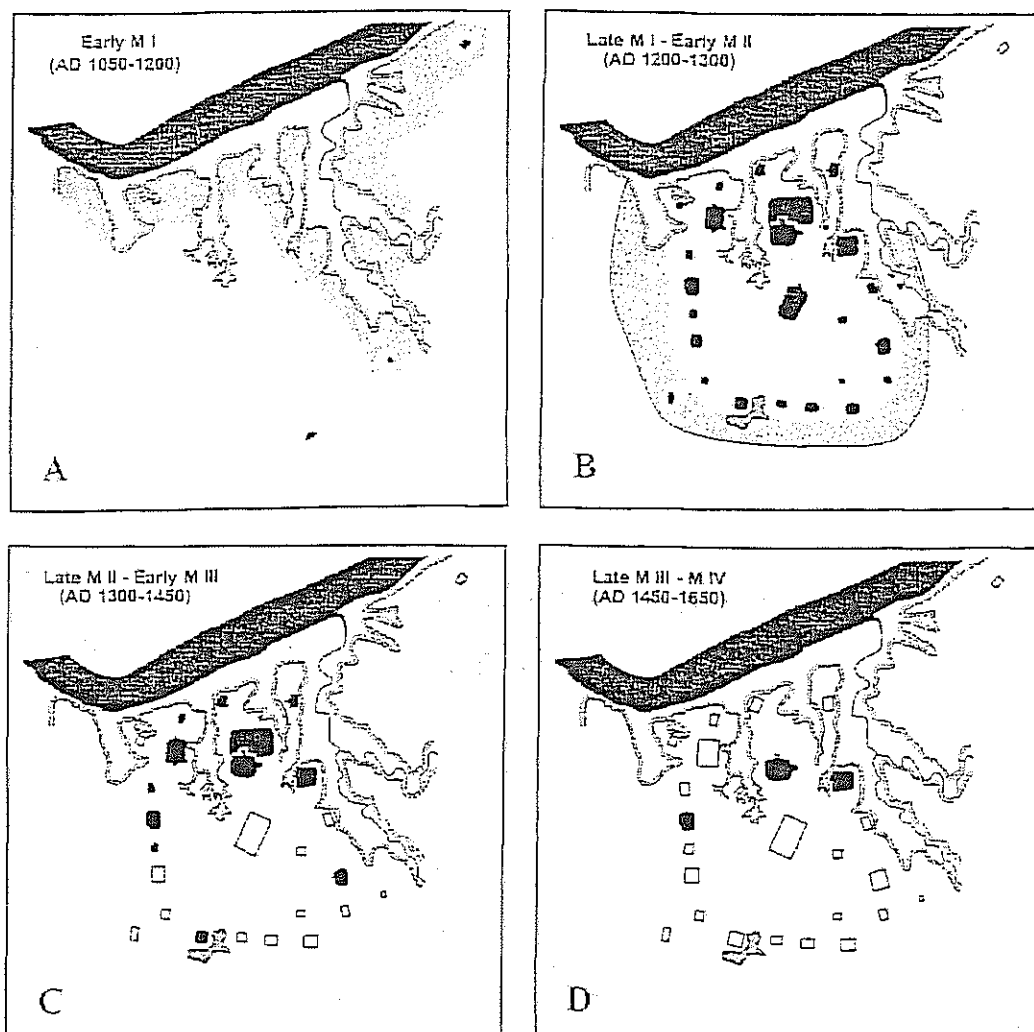 Early M I
(AD 1050-1200)
A
Late M I - Early M II
(AD 1200-1300)
B
Late M II - Early M III
(AD 1300-1450)
C
Late M III - M IV
(AD 1450-1650)
D